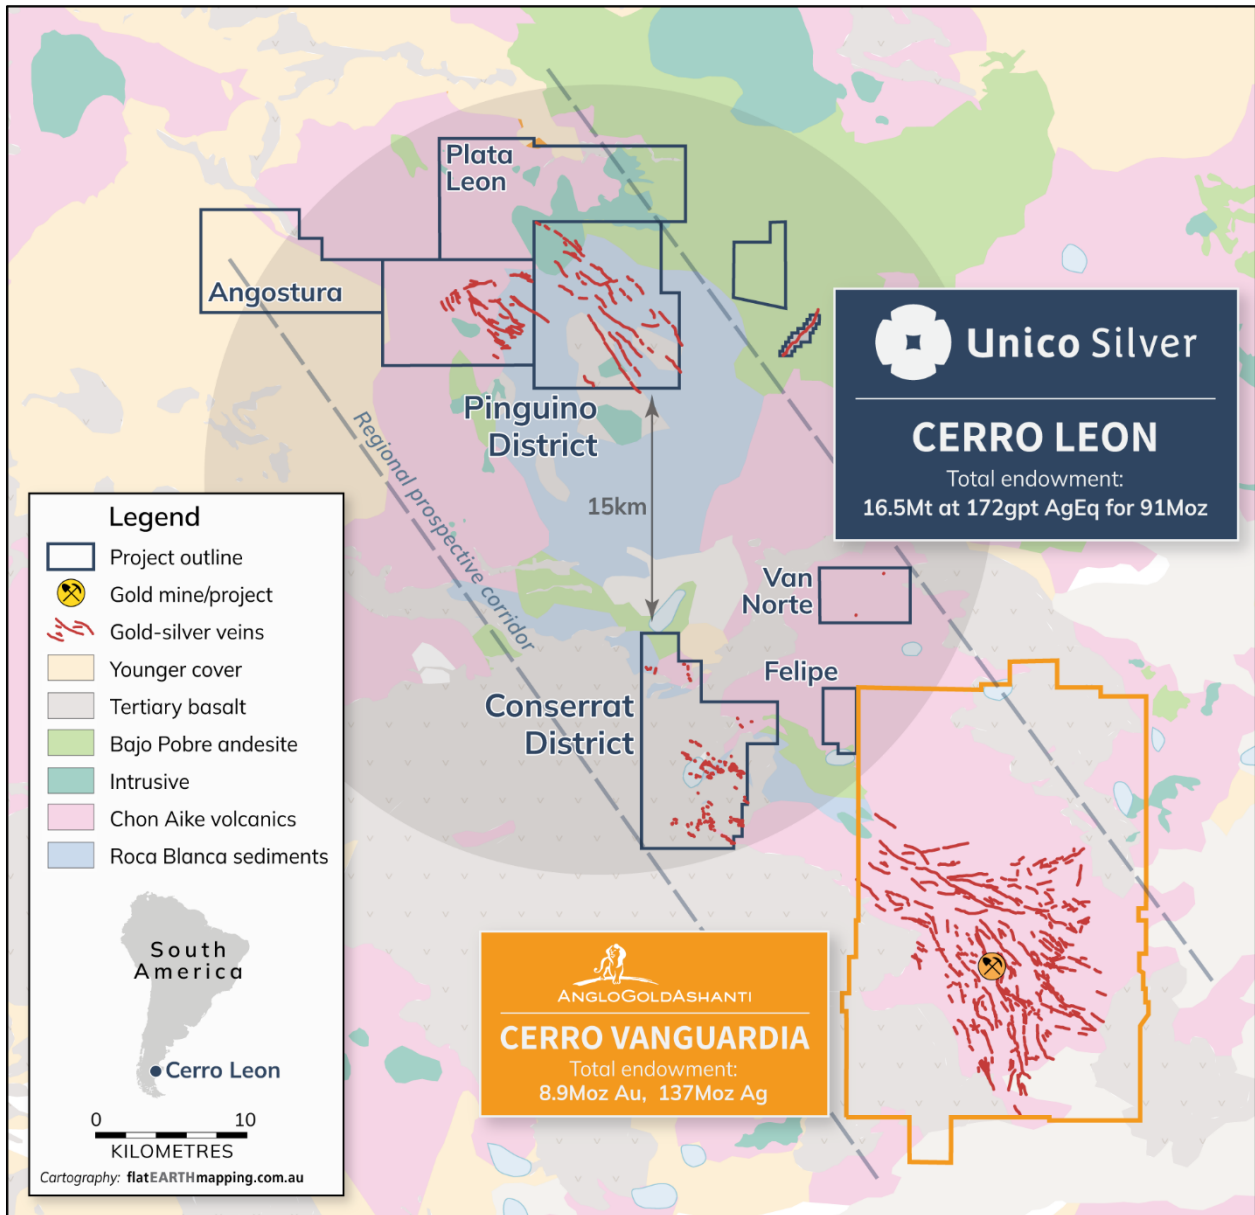 Plata
Leon
Angostura
Pinguino
District
Regional prospective corridor
15km
Unico Silver
CERRO LEON
Total endowment:
16.5Mt at 172gpt AgEq for 91Moz
Van
Norte
Felipe
Conserrat
District
ANGLOGOLDASHANTI
CERRO VANGUARDIA
Total endowment:
8.9Moz Au, 137Moz Ag
Legend
Project outline
Gold mine/project
Gold-silver veins
Younger cover
Tertiary basalt
Bajo Pobre andesite
Intrusive
Chon Aike volcanics
Roca Blanca sediments
South
America
Cerro Leon
0 10
KILOMETRES
Cartography: flatEARTHmapping.com.au